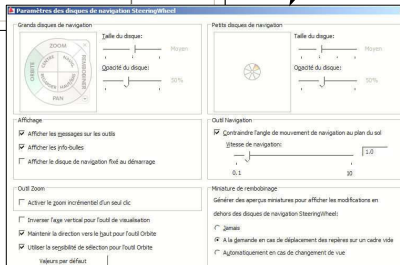 Paramètres des disques de navigation SteeringWheel
Grands disques de navigation
ZOOM
ORBITE
CENTRE
PAN
Taille du disque:
Moyen
Opacité du disque:
50%
Petits disques de navigation
Taille du disque:
Moyen
Opacité du disque:
50%
Affichage
Afficher les messages sur les outils
Afficher les info-bulles
Afficher le disque de navigation fixé au démarrage
Outil Navigation
Contraindre l'angle de mouvement de navigation au plan du sol
Vitesse de navigation:
1.0
0.1
10
Outil Zoom
Activer le zoom incrémentiel d'un seul clic
Inverser l'axe vertical pour l'outil de visualisation
Maintenir la direction vers le haut pour l'outil Orbite
Utiliser la sensibilité de sélection pour l'outil Orbite
Valeurs par défaut
Miniature de rembobinage
Générer des aperçus miniatures pour afficher les modifications en
dehors des disques de navigation SteeringWheel:
Jamais
A la demande en cas de déplacement des repères sur un cadre vide
Automatiquement en cas de changement de vue